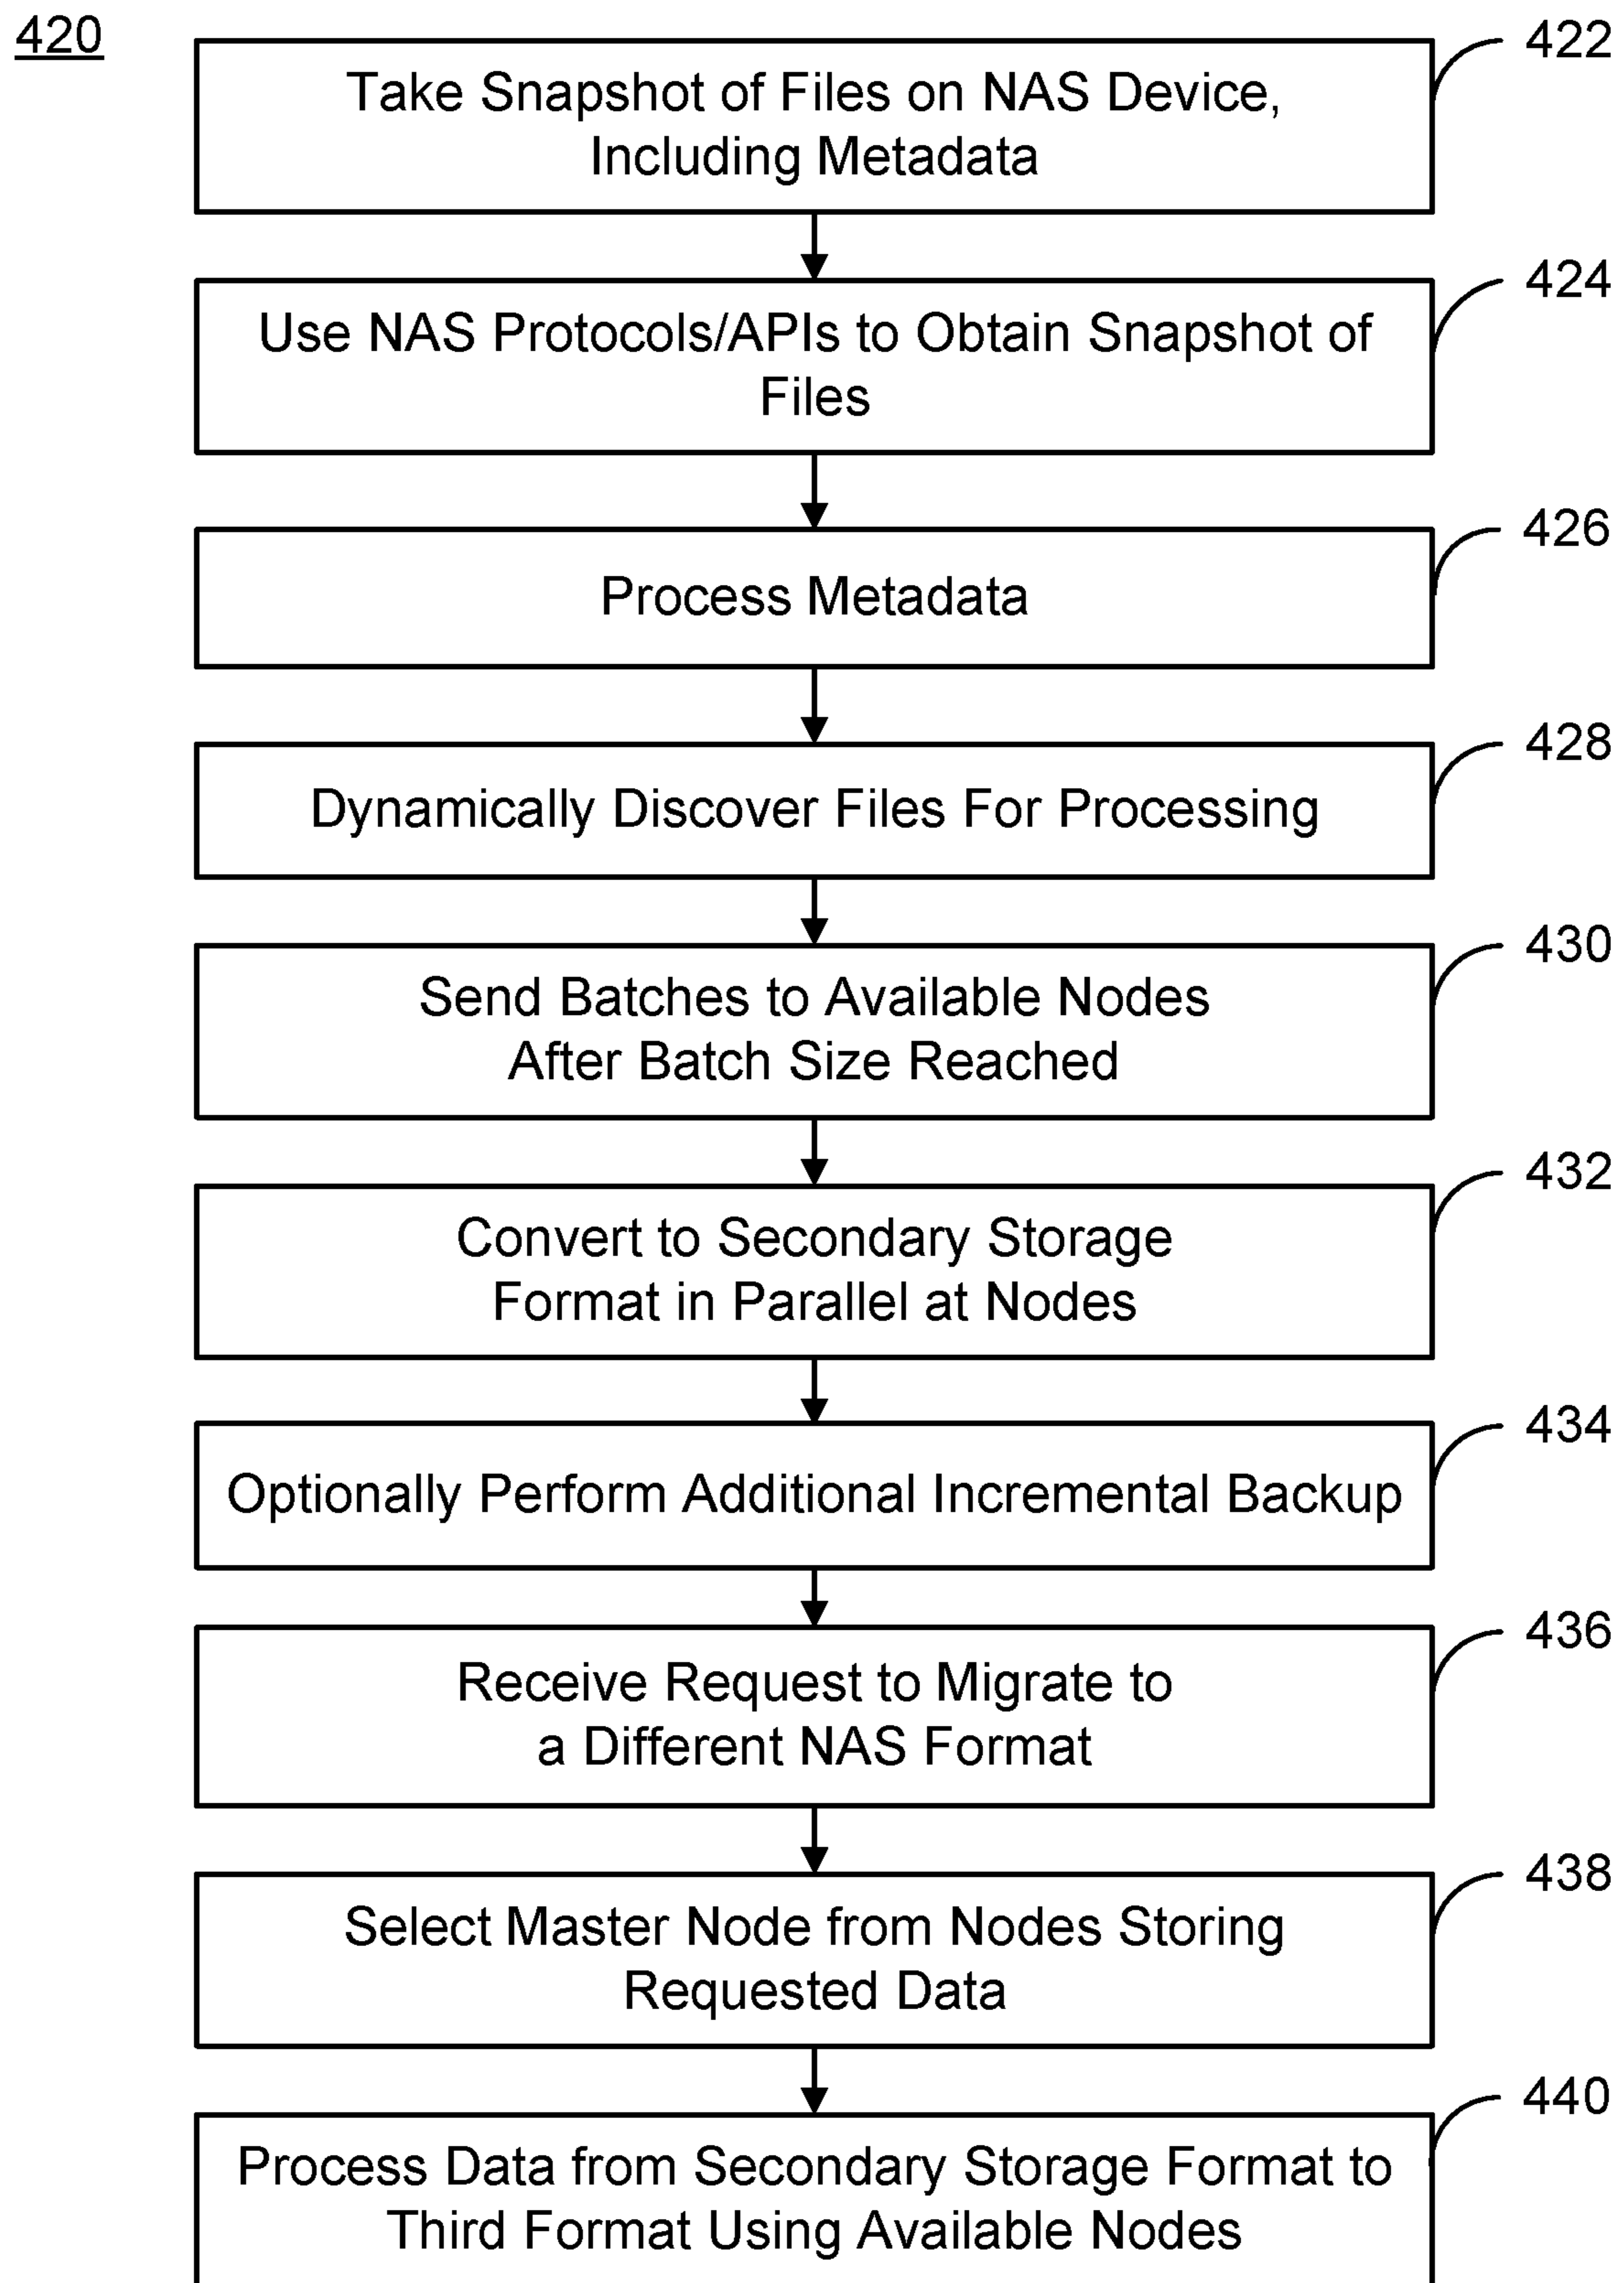 420
422
Take Snapshot of Files on NAS Device,
Including Metadata
424
Use NAS Protocols/APIs to Obtain Snapshot of
Files
426
Process Metadata
428
Dynamically Discover Files For Processing
430
Send Batches to Available Nodes
After Batch Size Reached
432
Convert to Secondary Storage
Format in Parallel at Nodes
434
Optionally Perform Additional Incremental Backup
436
Receive Request to Migrate to
a Different NAS Format
438
Select Master Node from Nodes Storing
Requested Data
440
Process Data from Secondary Storage Format to
Third Format Using Available Nodes